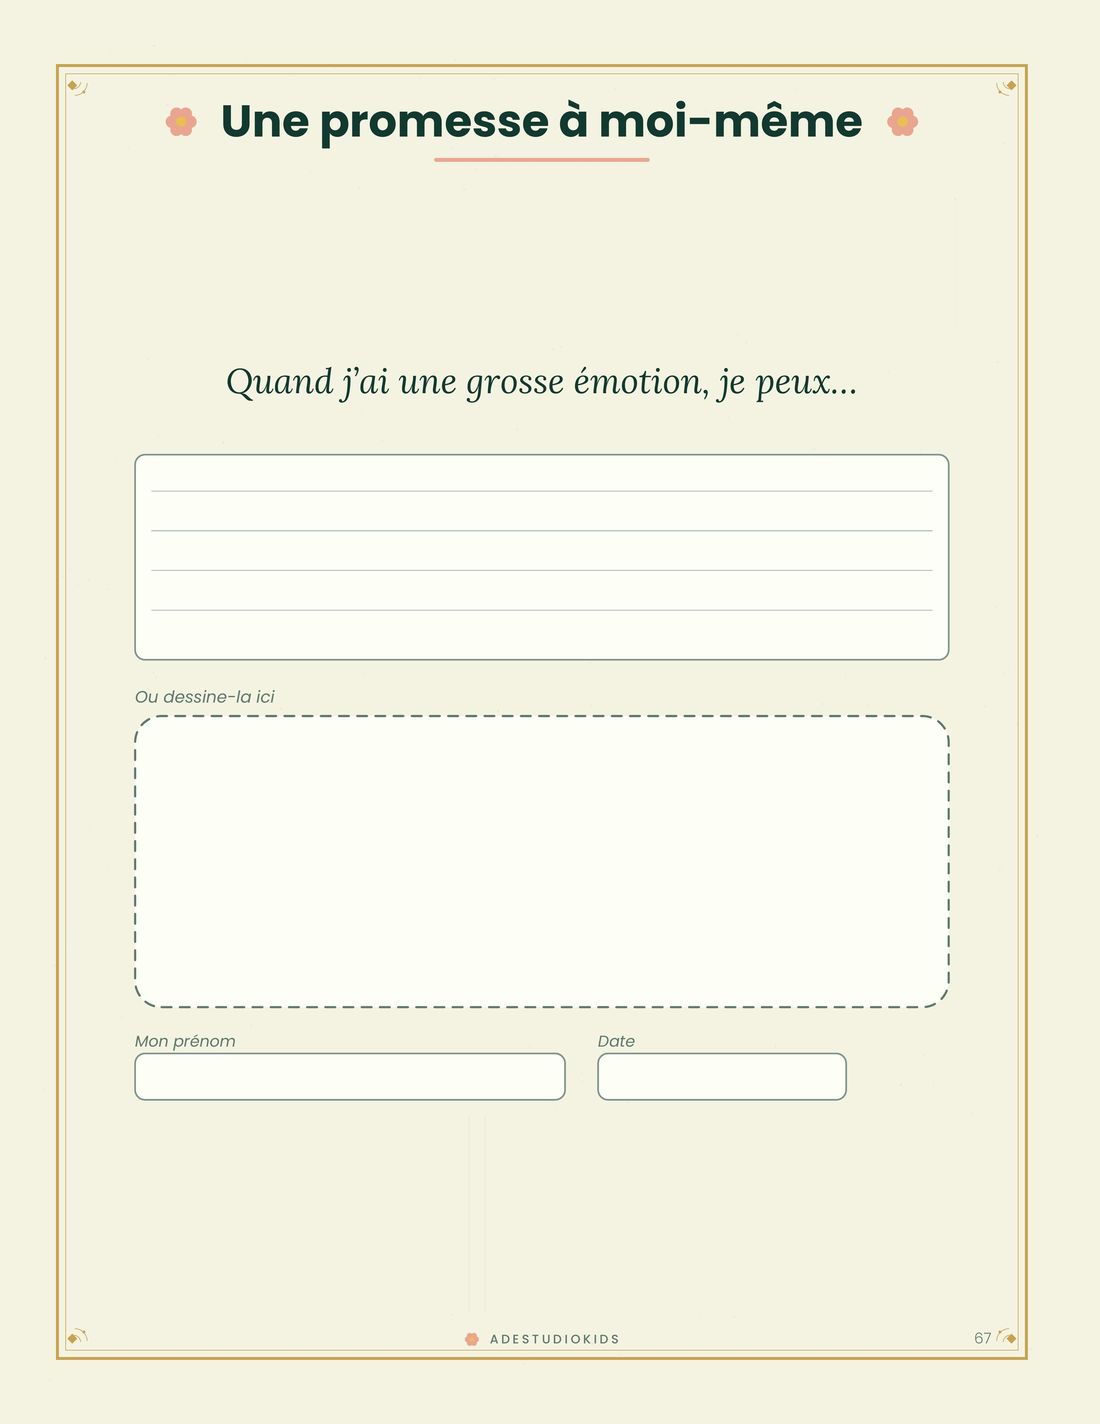 Une promesse à moi-même
Quand j’ai une grosse émotion, je peux…
Ou dessine-la ici
Mon prénom
Date
ADESTUDIOKIDS
67